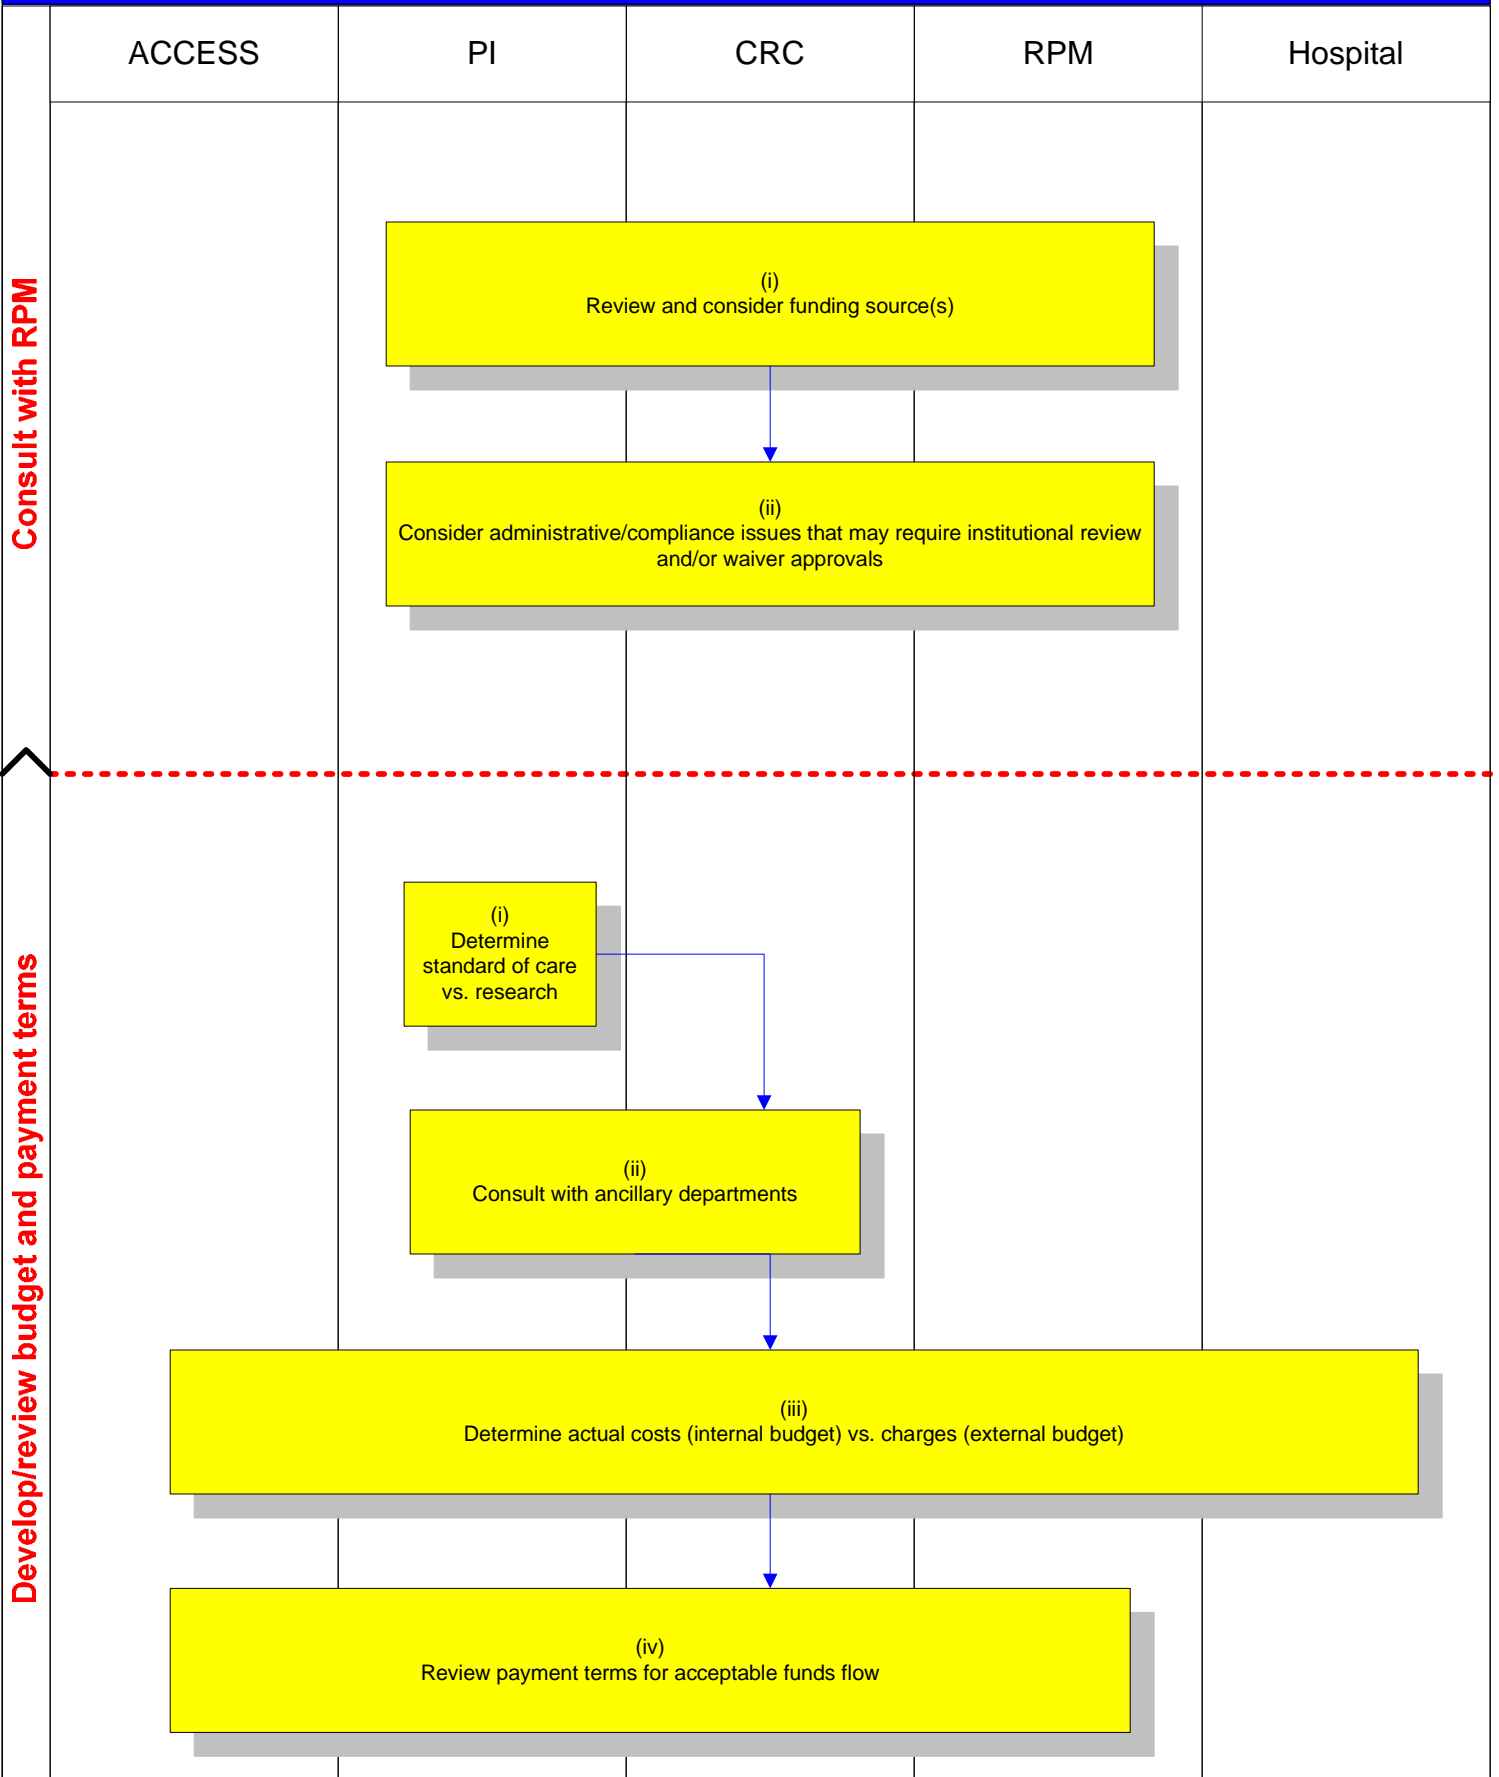 ACCESS
PI
CRC
RPM
Hospital
Consult with RPM
(i)
Review and consider funding source(s)
(ii)
Consider administrative/compliance issues that may require institutional review
and/or waiver approvals
Develop/review budget and payment terms
(i)
Determine
standard of care
vs. research
(ii)
Consult with ancillary departments
(iii)
Determine actual costs (internal budget) vs. charges (external budget)
(iv)
Review payment terms for acceptable funds flow